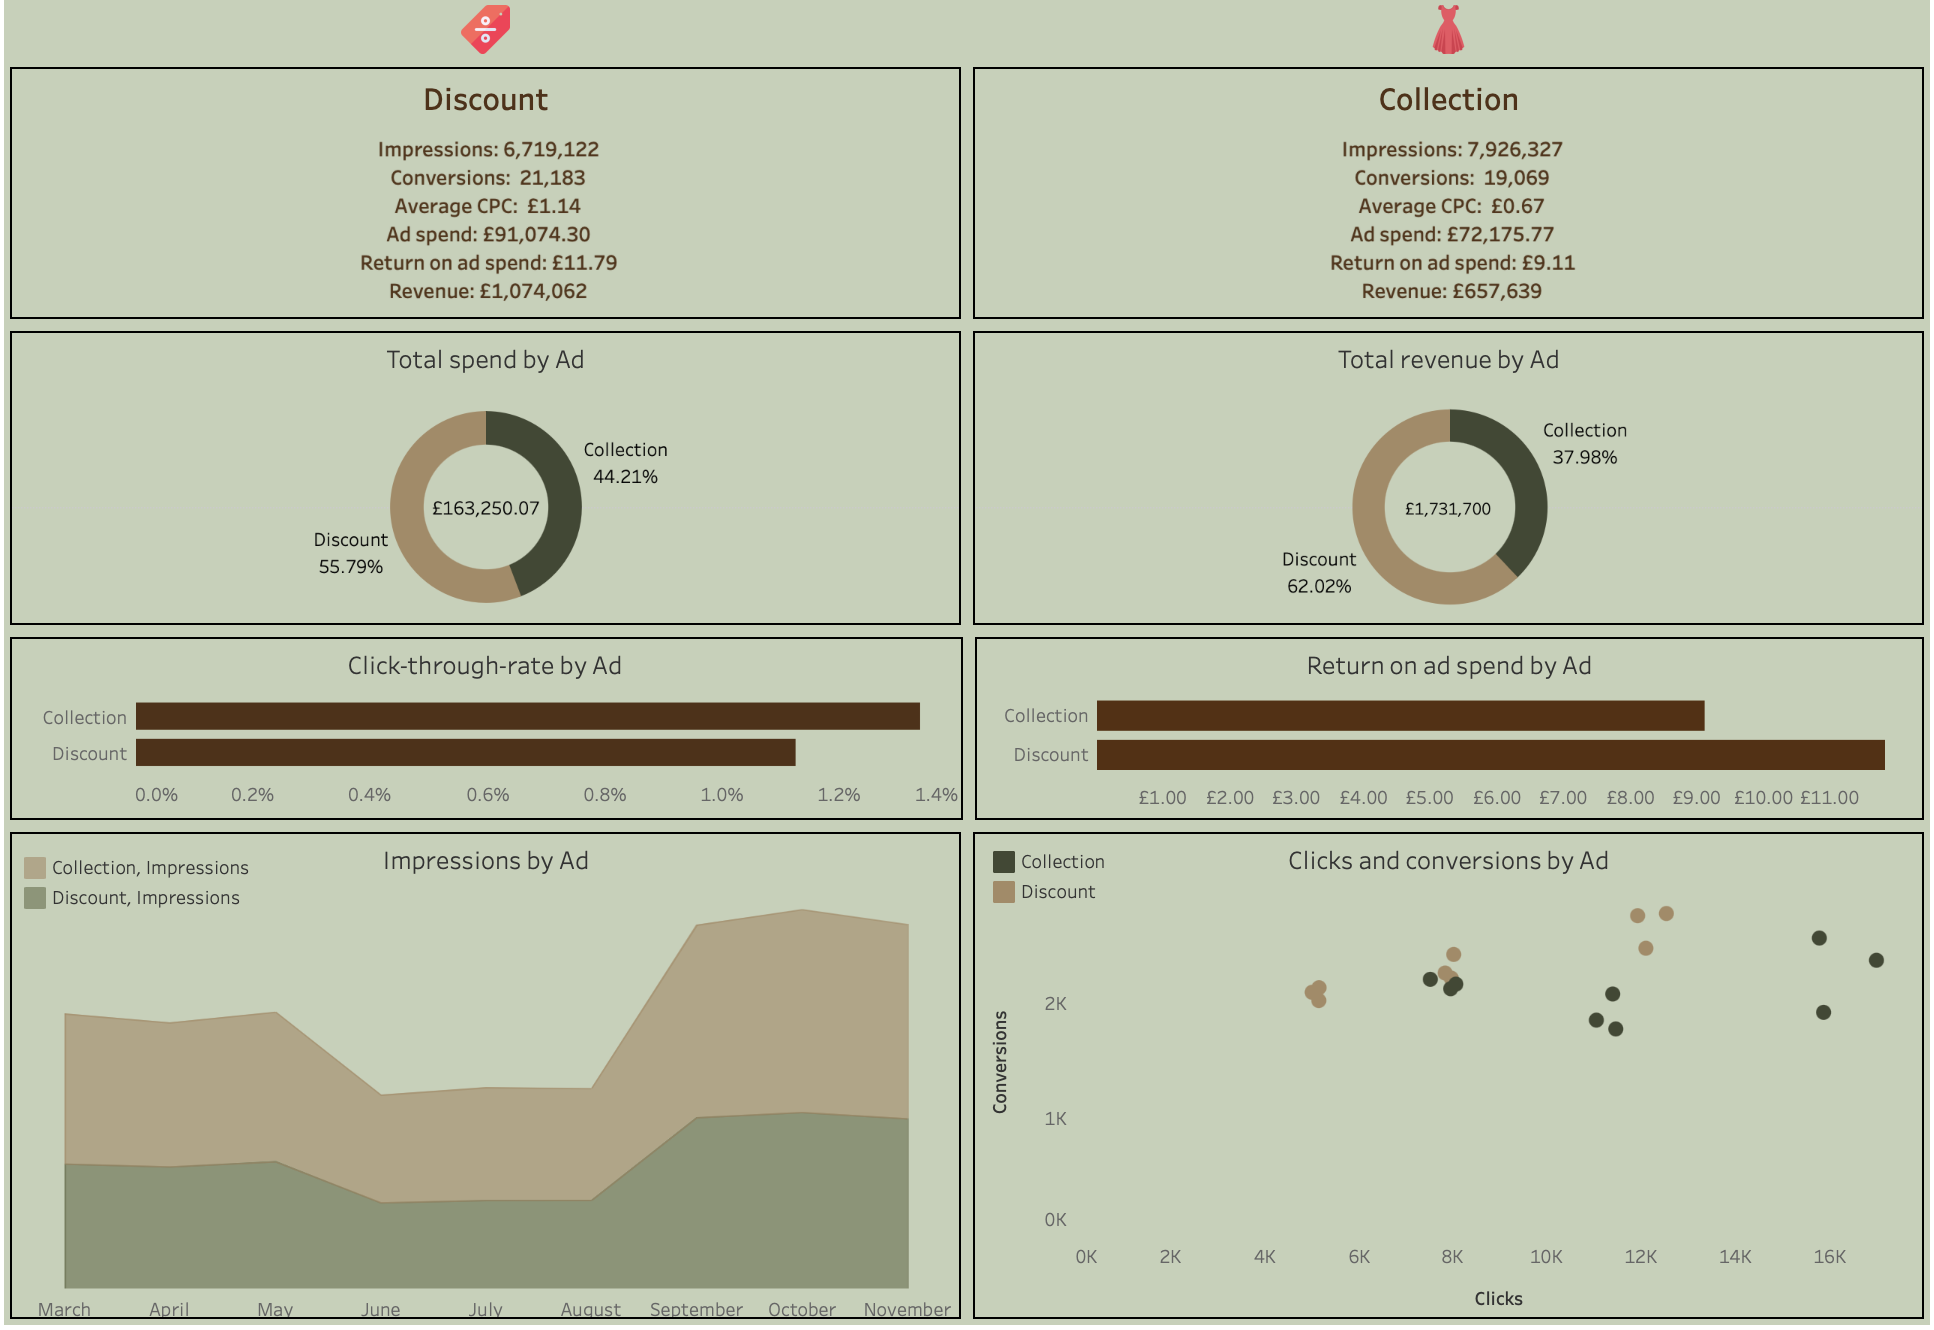 Discount
Impressions: 6,719,122
Conversions: 21,183
Average CPC: £1.14
Ad spend: £91,074.30
Return on ad spend: £11.79
Revenue: £1,074,062
Collection
Impressions: 7,926,327
Conversions: 19,069
Average CPC: £0.67
Ad spend: £72,175.77
Return on ad spend: £9.11
Revenue: £657,639
Total spend by Ad
Collection
44.21%
£163,250.07
Discount
55.79%
Total revenue by Ad
Collection
37.98%
£1,731,700
Discount
62.02%
Click-through-rate by Ad
Collection
Discount
0.0% 0.2% 0.4% 0.6% 0.8% 1.0% 1.2% 1.4%
Return on ad spend by Ad
Collection
Discount
£1.00 £2.00 £3.00 £4.00 £5.00 £6.00 £7.00 £8.00 £9.00 £10.00 £11.00
Impressions by Ad
Collection, Impressions
Discount, Impressions
March April May June July August September October November
Clicks and conversions by Ad
Collection
Discount
Conversions
2K
1K
0K
0K 2K 4K 6K 8K 10K 12K 14K 16K
Clicks